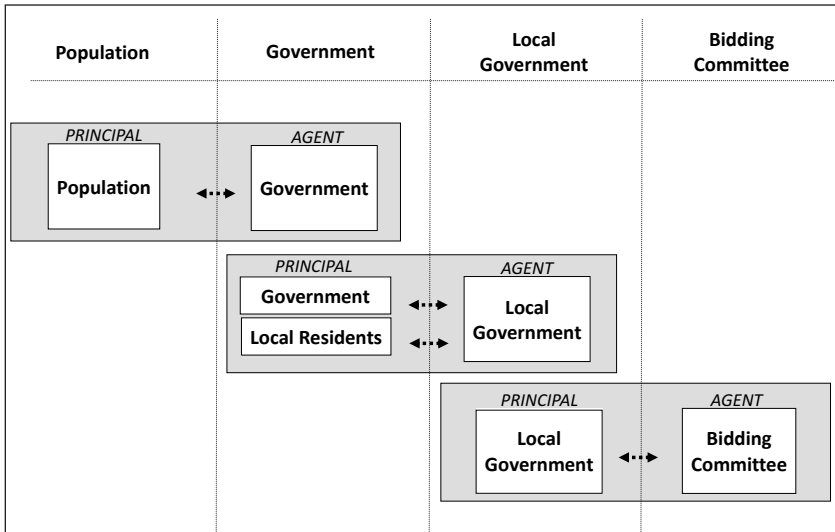 Population
Government
Local
Government
Bidding
Committee
PRINCIPAL
AGENT
Population
Government
PRINCIPAL
AGENT
Government
Local Residents
Local
Government
PRINCIPAL
AGENT
Local
Government
Bidding
Committee